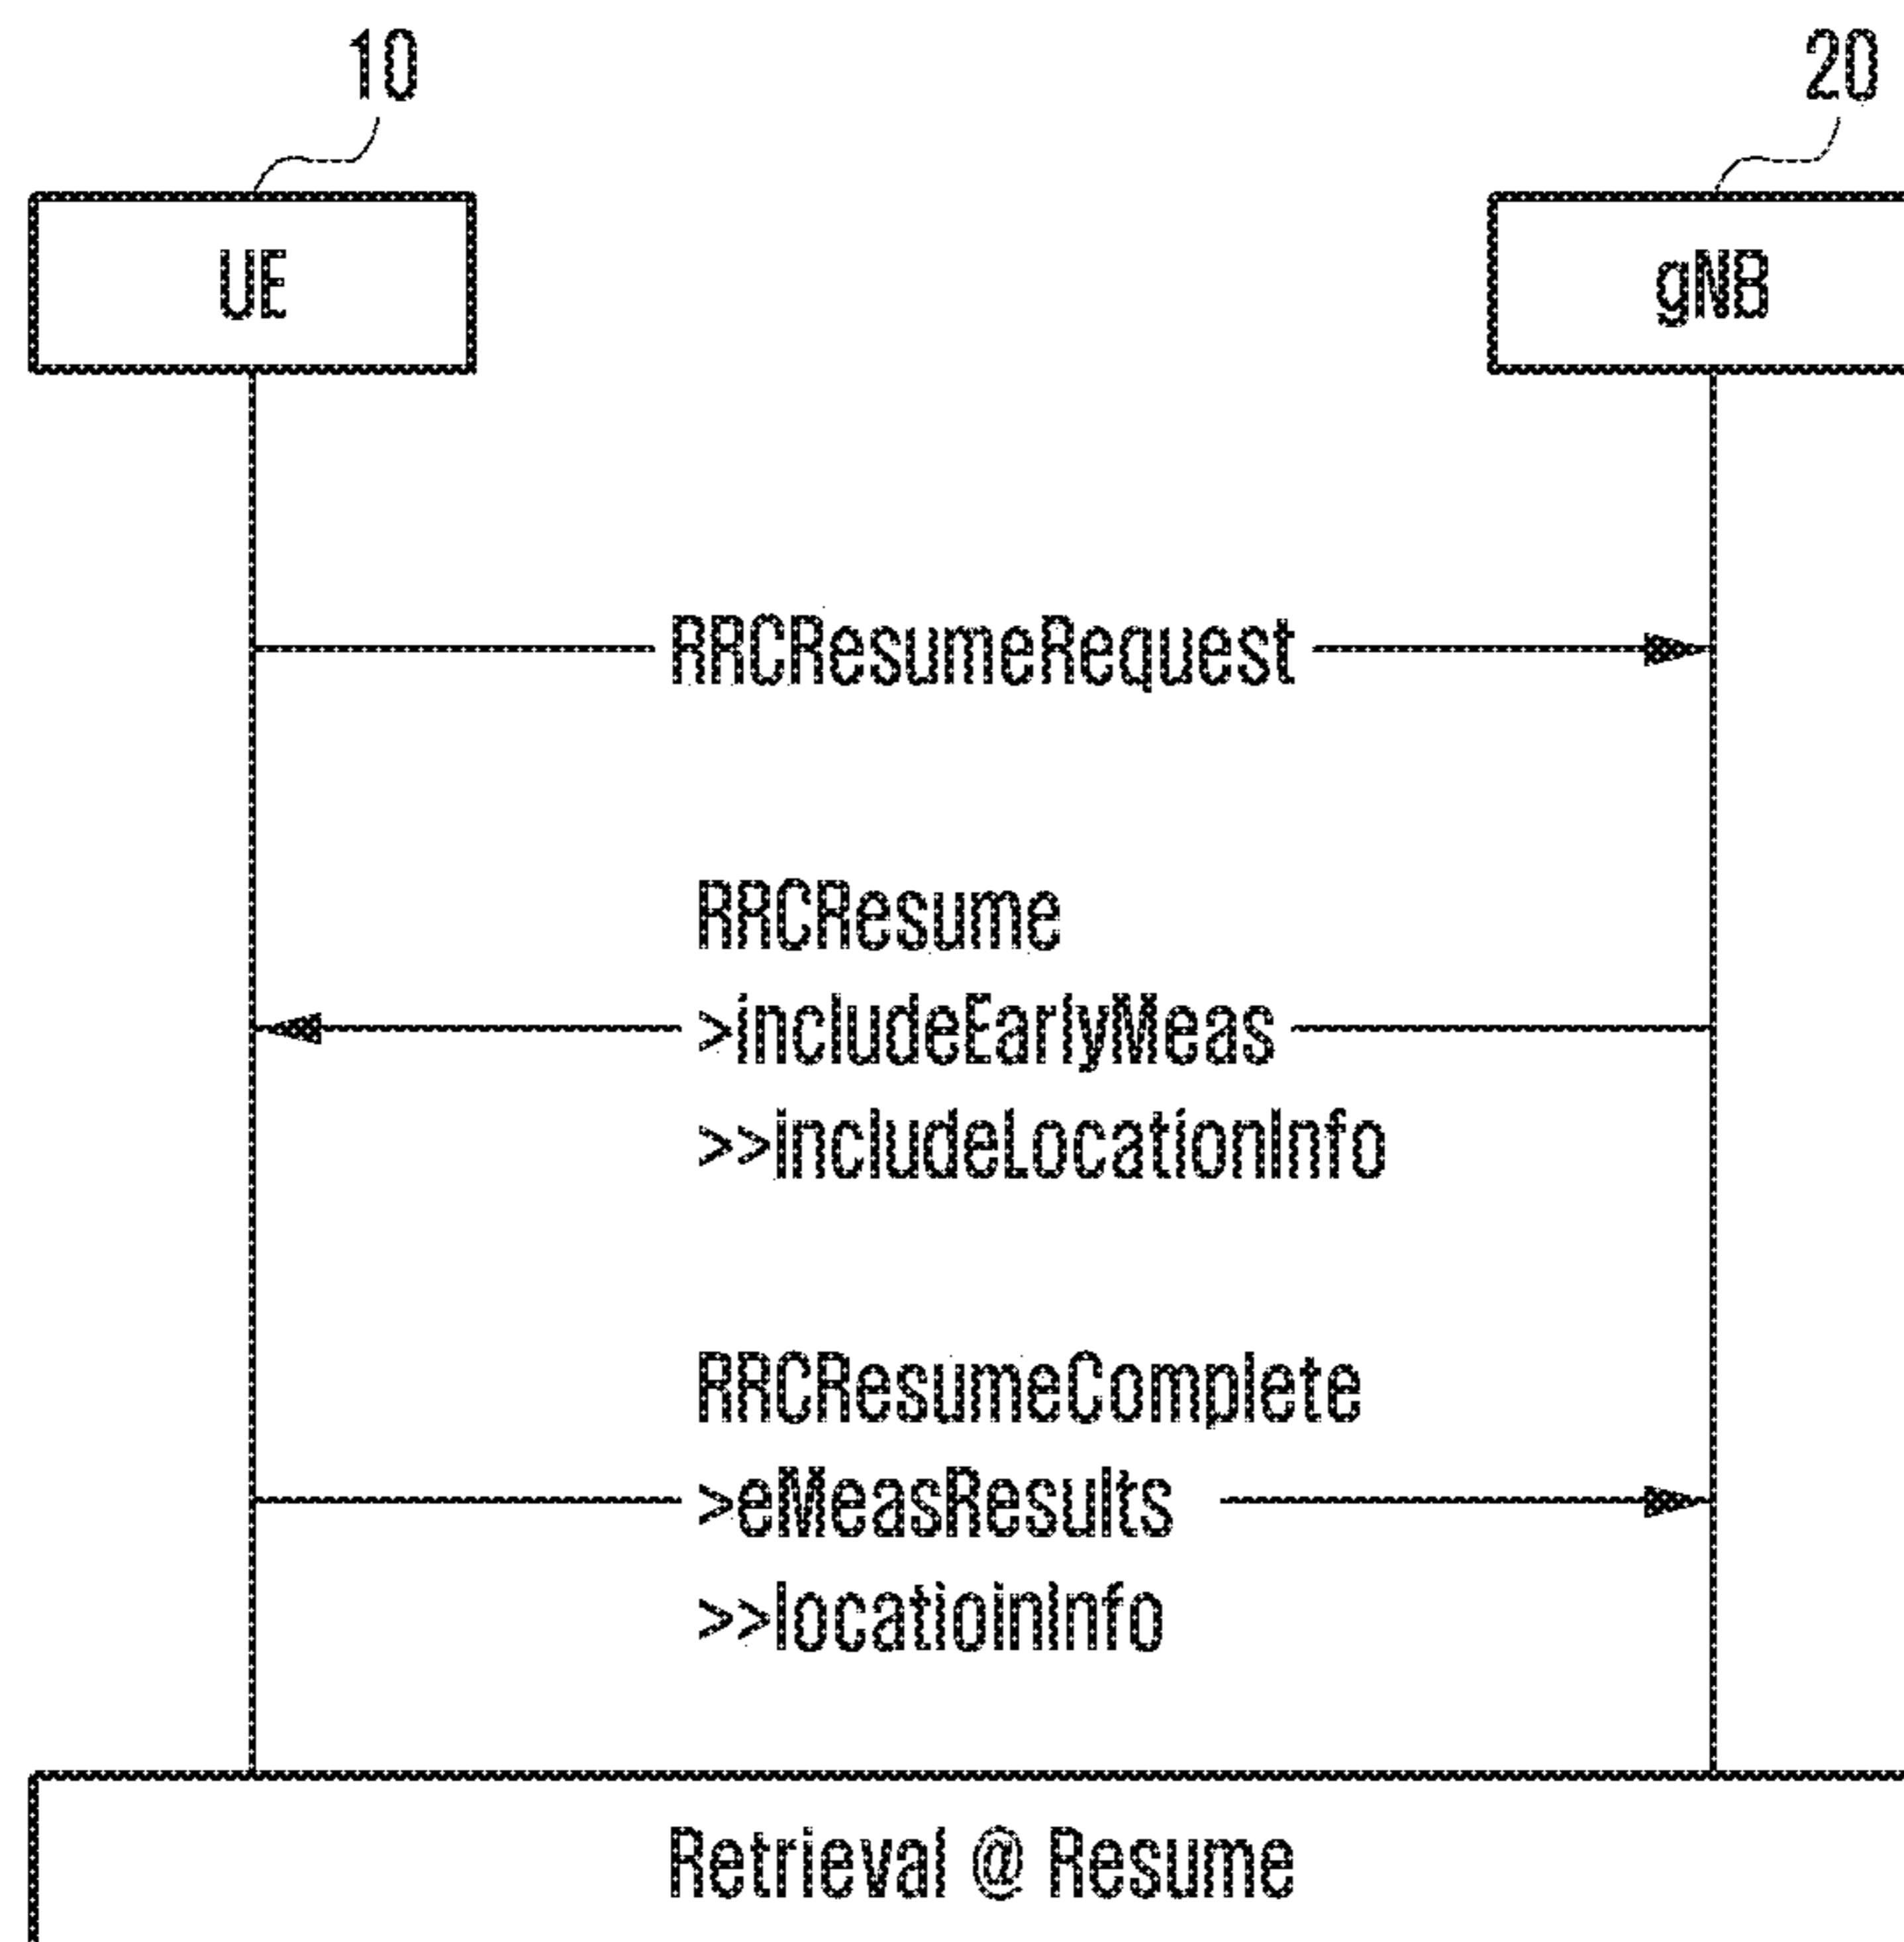 10
20
UE
gNB
RRCResumeRequest
RRCResume
>includeEarlyMeas
>>includeLocationInfo
RRCResumeComplete
>eMeasResults
>>locatioinInfo
Retrieval @ Resume